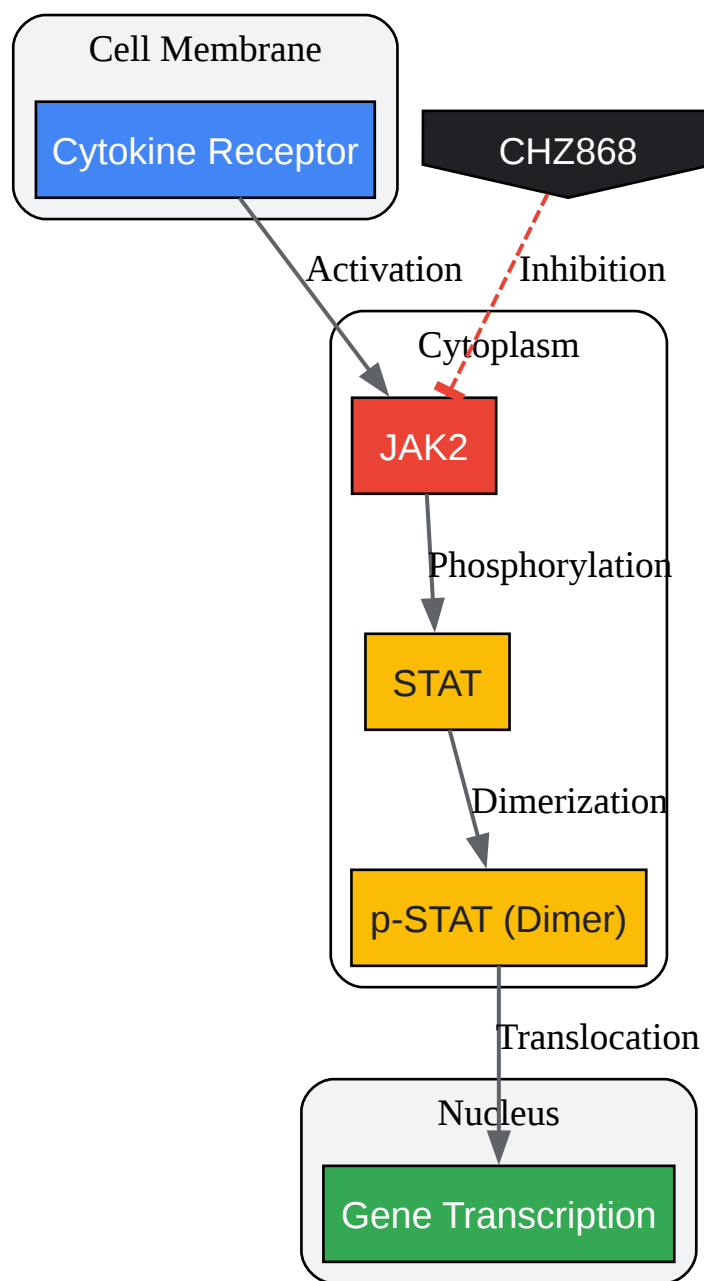 Cell Membrane
Cytokine Receptor
CHZ868
Activation
Inhibition
Cytoplasm
JAK2
Phosphorylation
STAT
Dimerization
p-STAT (Dimer)
Translocation
Nucleus
Gene Transcription